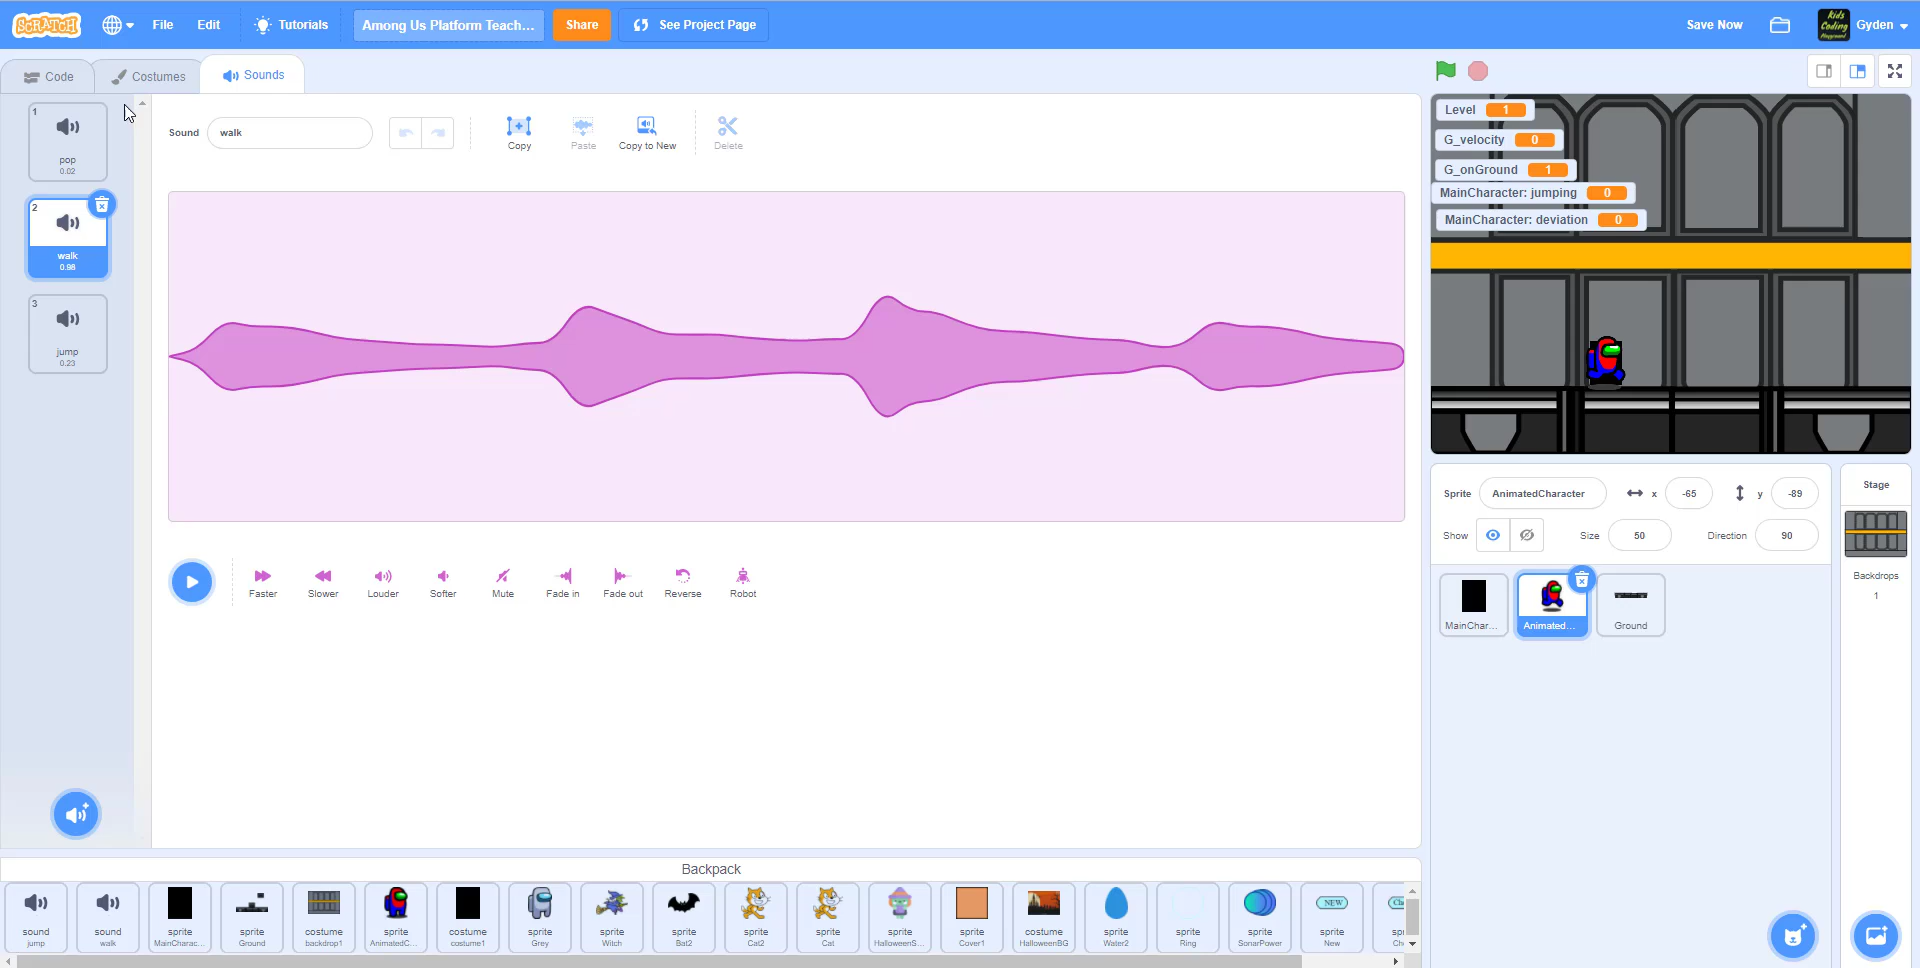 SCRATCH File Edit Tutorials Among Us Platform Teach... Share See Project Page Save Now Kids Coding Playground Gyden
Code Costumes Sounds
1
pop
0.02
2
walk
0.98
3
jump
0.23
Sound walk Copy Paste Copy to New Delete
Faster Slower Louder Softer Mute Fade in Fade out Reverse Robot
Level 1
G_velocity 0
G_onGround 1
MainCharacter: jumping 0
MainCharacter: deviation 0
Sprite AnimatedCharacter x -65 y -89
Show Size 50 Direction 90
MainChar... Animated... Ground
Stage
Backdrops
1
Backpack
sound sound sprite sprite costume sprite costume sprite sprite sprite sprite sprite sprite sprite costume sprite sprite sprite sprite
jump walk MainCharac... Ground backdrop1 AnimatedC... costume1 Grey Witch Bat2 Cat2 Cat HalloweenS... Cover1 HalloweenBG Water2 Ring SonarPower New
NEW